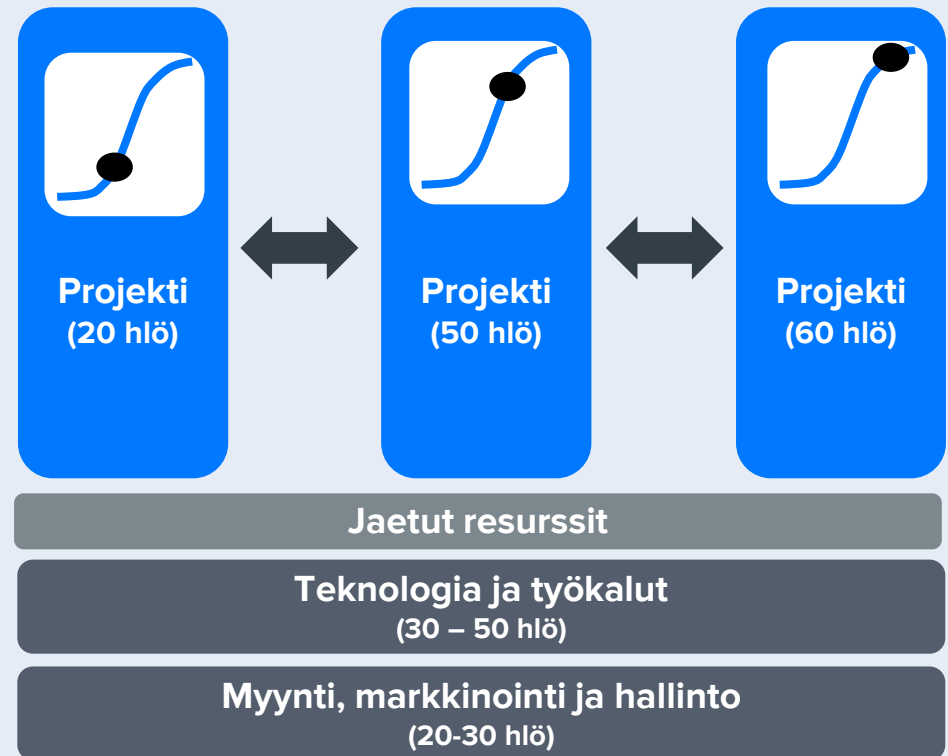 Projekti
(20 hlö)
Projekti
(50 hlö)
Projekti
(60 hlö)
Jaetut resurssit
Teknologia ja työkalut
(30 – 50 hlö)
Myynti, markkinointi ja hallinto
(20-30 hlö)